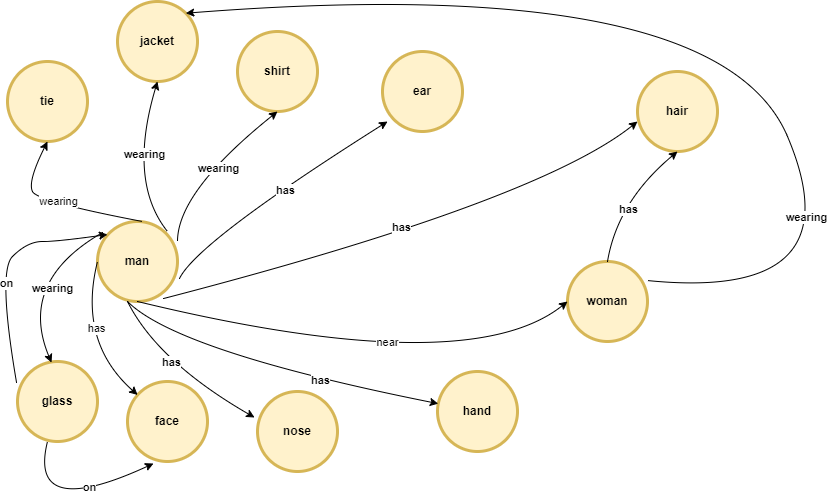 jacket
shirt
ear
tie
hair
wearing
wearing
has
wearing
has
has
wearing
man
on
wearing
woman
has
near
has
has
glass
face
nose
hand
on